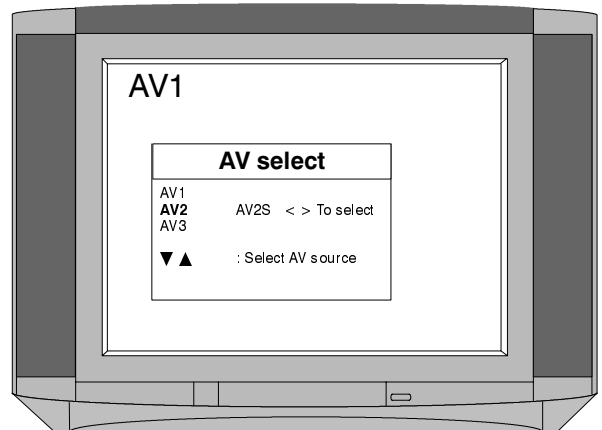 AV1
AV select
AV1
AV2 AV2S < > To select
AV3
▼▲ : Select AV source